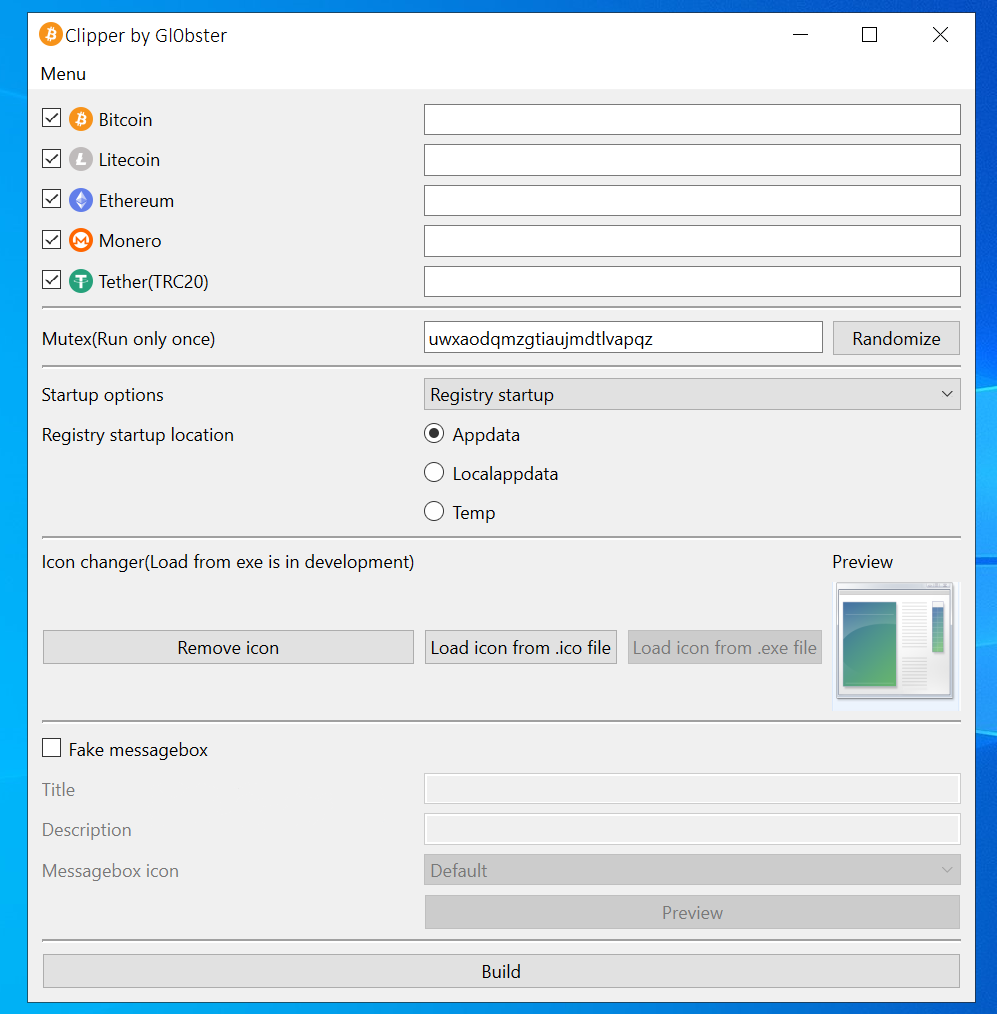 Clipper by Gl0bster
Menu
Bitcoin
Litecoin
Ethereum
Monero
Tether(TRC20)
Mutex(Run only once) uwxaodqmzgtiaujmdtlvapqz Randomize
Startup options Registry startup
Registry startup location Appdata
Localappdata
Temp
Icon changer(Load from exe is in development) Preview
Remove icon Load icon from .ico file Load icon from .exe file
Fake messagebox
Title
Description
Messagebox icon Default
Preview
Build